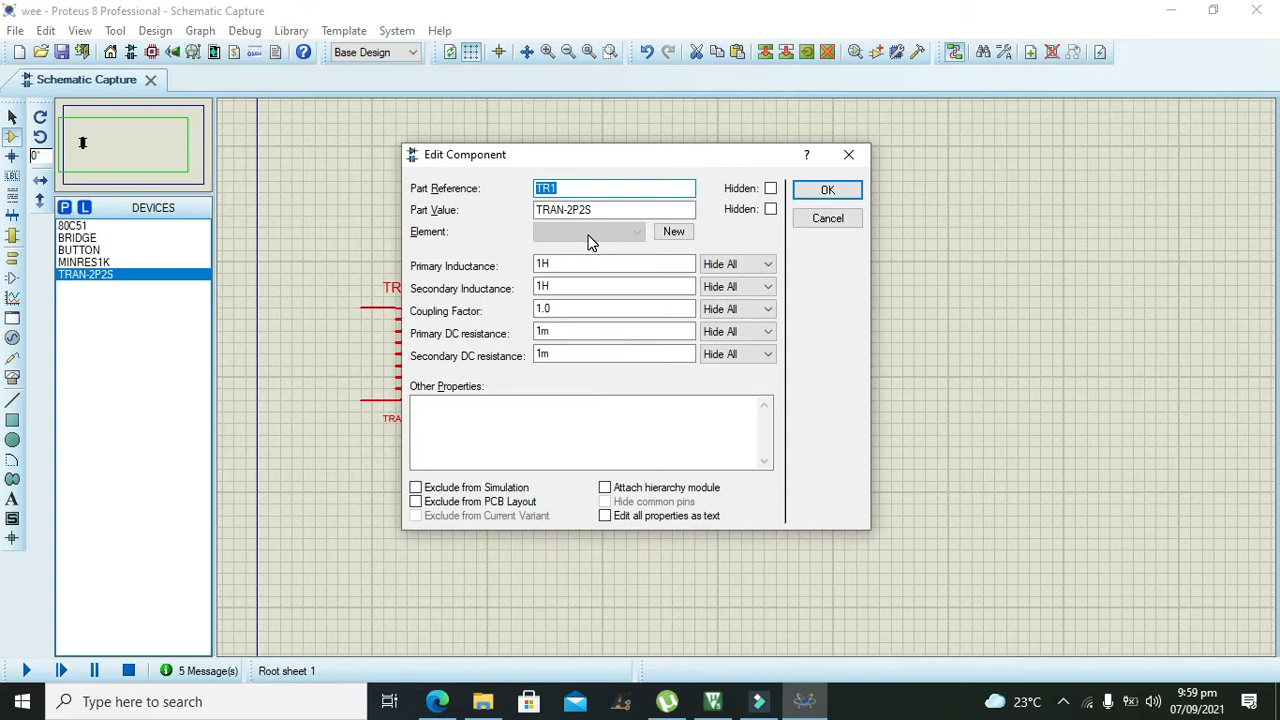 wee - Proteus 8 Professional - Schematic Capture
File Edit View Tool Design Graph Debug Library Template System Help
Base Design
Schematic Capture
0°
LBL
P L DEVICES
80C51
BRIDGE
BUTTON
MINRES1K
TRAN-2P2S
TR
TRA
Edit Component
?
Part Reference: TR1 Hidden:
Part Value: TRAN-2P2S Hidden:
Element: New
OK
Cancel
Primary Inductance: 1H Hide All
Secondary Inductance: 1H Hide All
Coupling Factor: 1.0 Hide All
Primary DC resistance: 1m Hide All
Secondary DC resistance: 1m Hide All
Other Properties:
Exclude from Simulation Attach hierarchy module
Exclude from PCB Layout Hide common pins
Exclude from Current Variant Edit all properties as text
5 Message(s) Root sheet 1
Type here to search
23°C
9:59 pm
07/09/2021